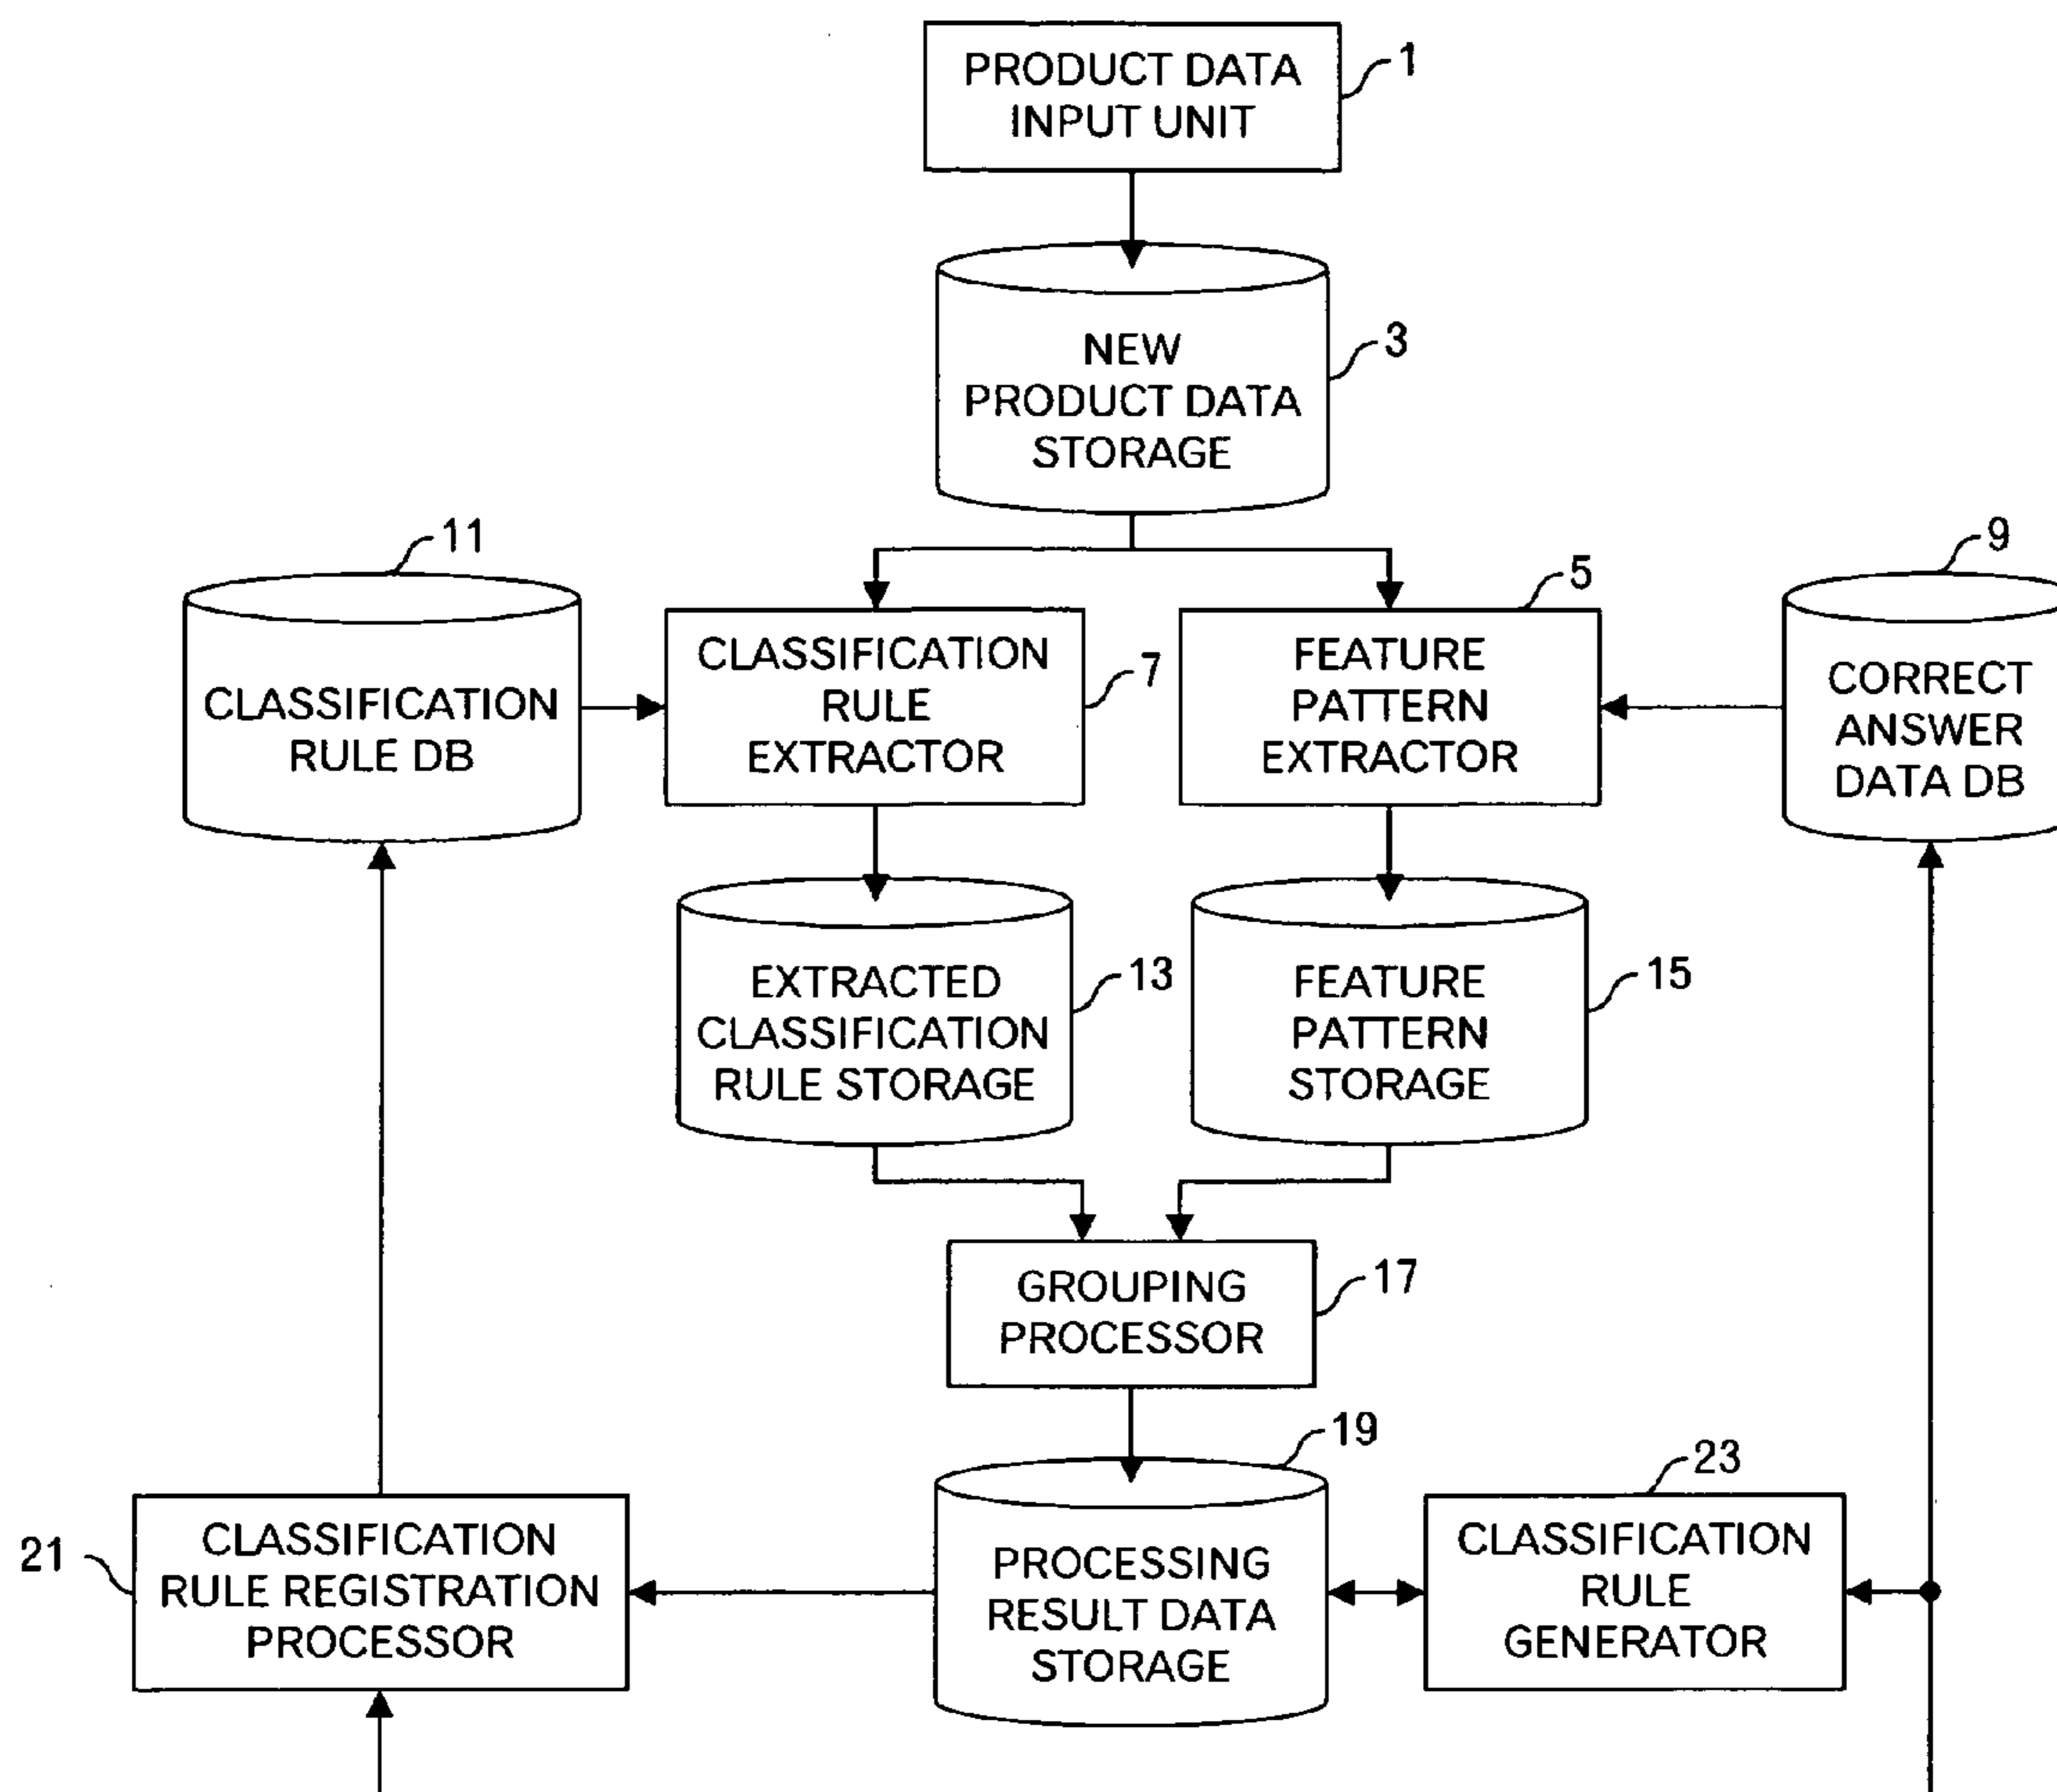 PRODUCT DATA
INPUT UNIT
1
NEW
PRODUCT DATA
STORAGE
3
11
CLASSIFICATION
RULE DB
CLASSIFICATION
RULE
EXTRACTOR
7
5
FEATURE
PATTERN
EXTRACTOR
9
CORRECT
ANSWER
DATA DB
EXTRACTED
CLASSIFICATION
RULE STORAGE
13
FEATURE
PATTERN
STORAGE
15
GROUPING
PROCESSOR
17
21
CLASSIFICATION
RULE REGISTRATION
PROCESSOR
19
PROCESSING
RESULT DATA
STORAGE
23
CLASSIFICATION
RULE
GENERATOR